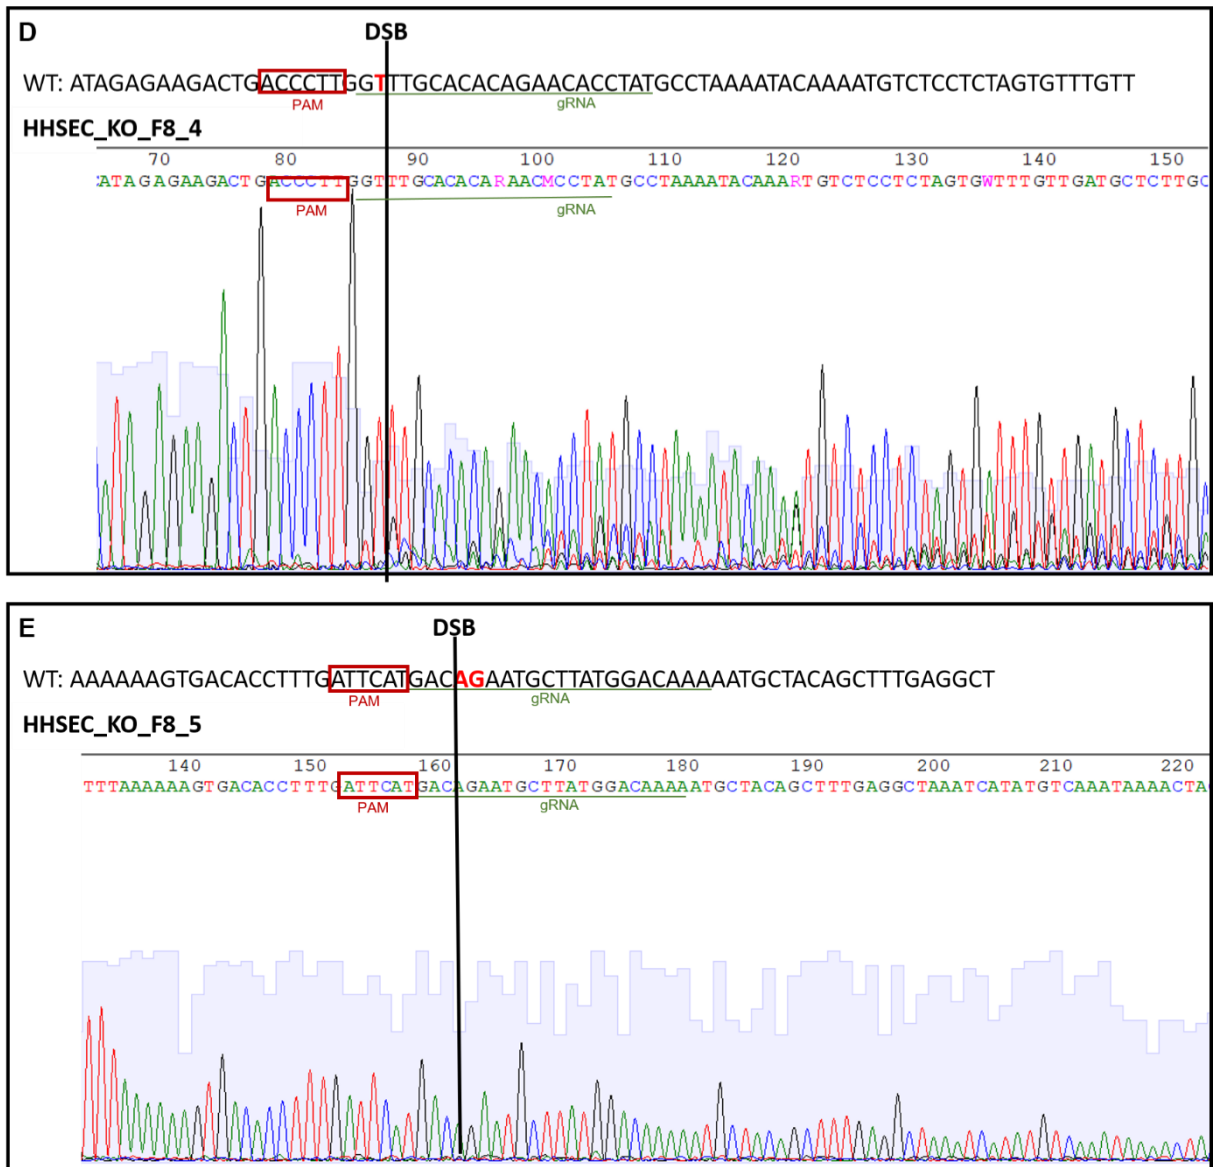 D
DSB
WT: ATAGAGAAGACTGACCCTTGGTTTGCACACAGAACACCTATGCCTAAAATACAAAATGTCTCCTCTAGTGTTTGTT
PAM
gRNA
HHSEC_KO_F8_4
70 80 90 100 110 120 130 140 150
CATAGAGAAGACTGACCCTTGGTTTGCACACARAACMCCTATGCCTAAAATACAAARTGTCTCCTCTAGTGWTTTGTTGATGCTCTTGC
PAM
gRNA
E
DSB
WT: AAAAAAGTGACACCTTTGATTCATGACAGAATGCTTATGGACAAAAATGCTACAGCTTTGAGGCT
PAM
gRNA
HHSEC_KO_F8_5
140 150 160 170 180 190 200 210 220
TTTAAAAAAGTGACACCTTTGATTCATGACAGAATGCTTATGGACAAAAATGCTACAGCTTTGAGGCTAAATCATATGTCAAATAAAACTA
PAM
gRNA